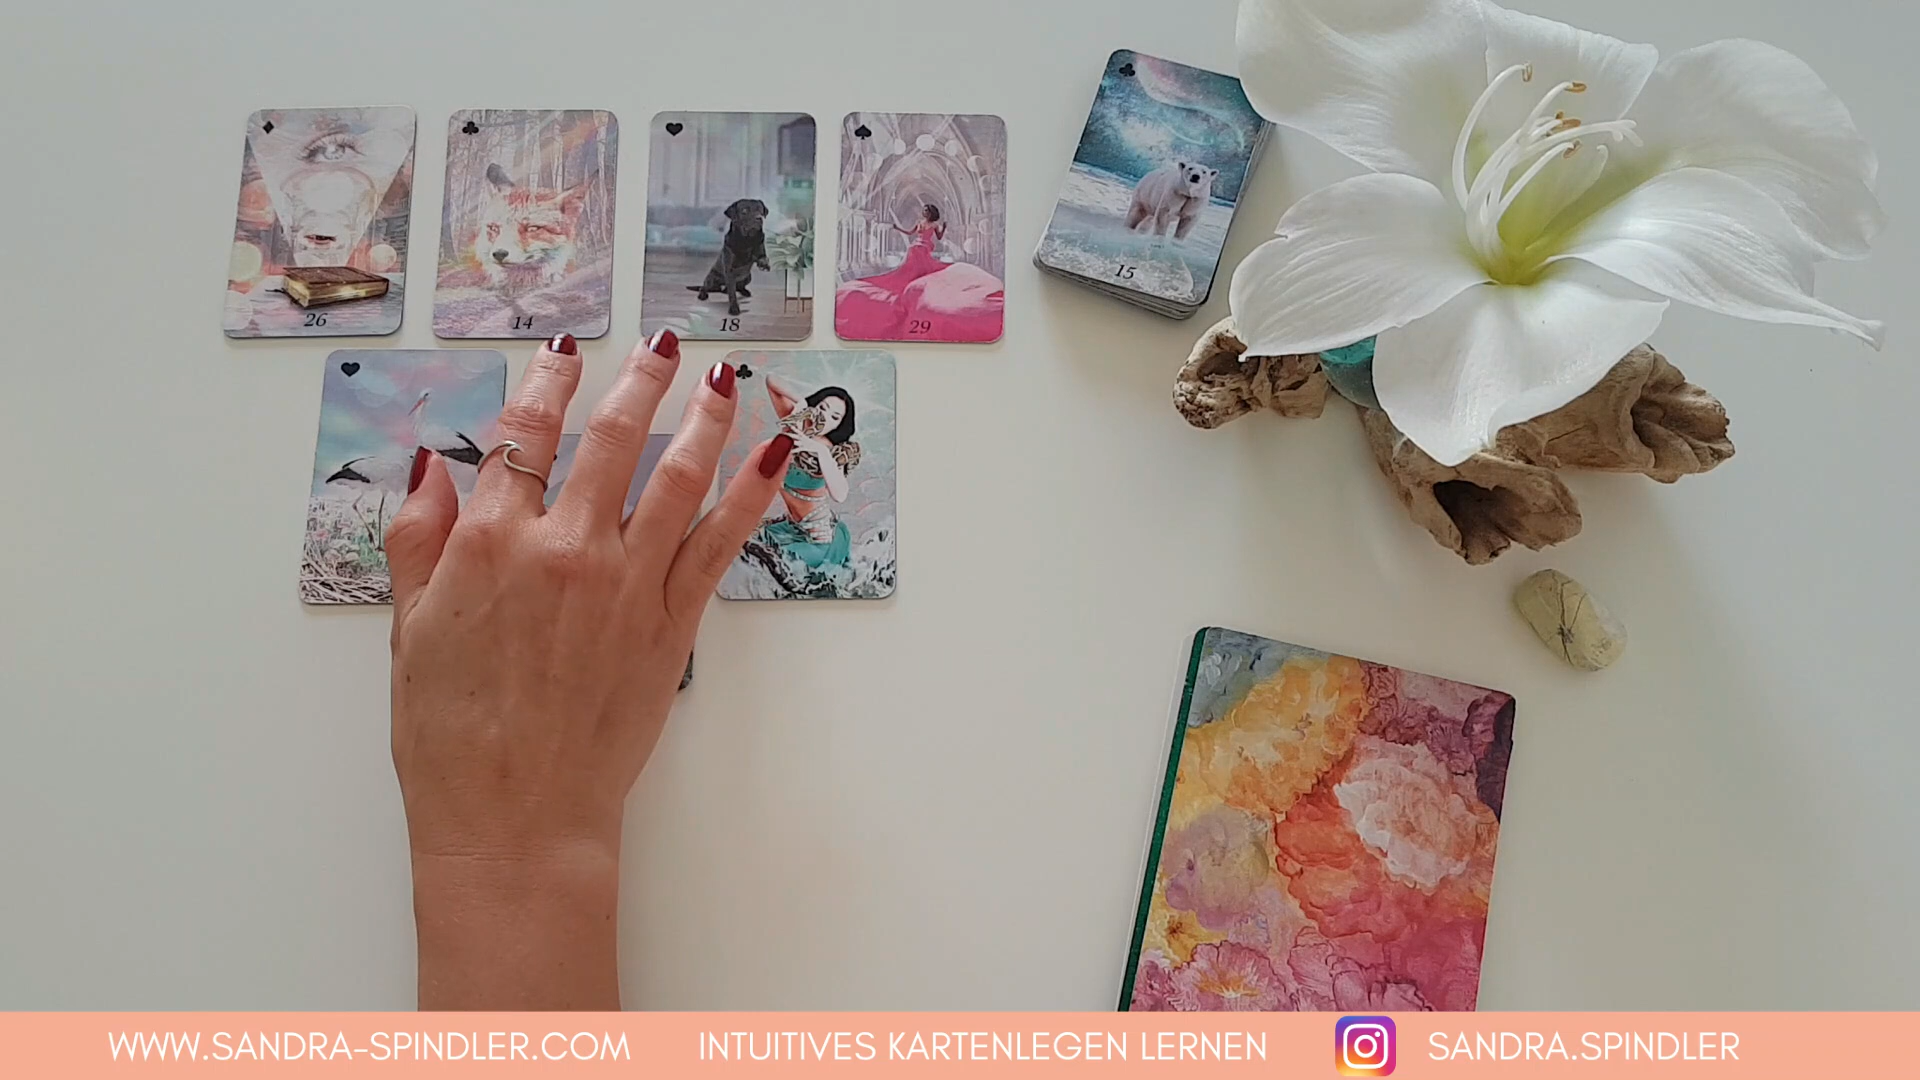 26
14
18
29
15
WWW.SANDRA-SPINDLER.COM
INTUITIVES KARTENLEGEN LERNEN
SANDRA.SPINDLER